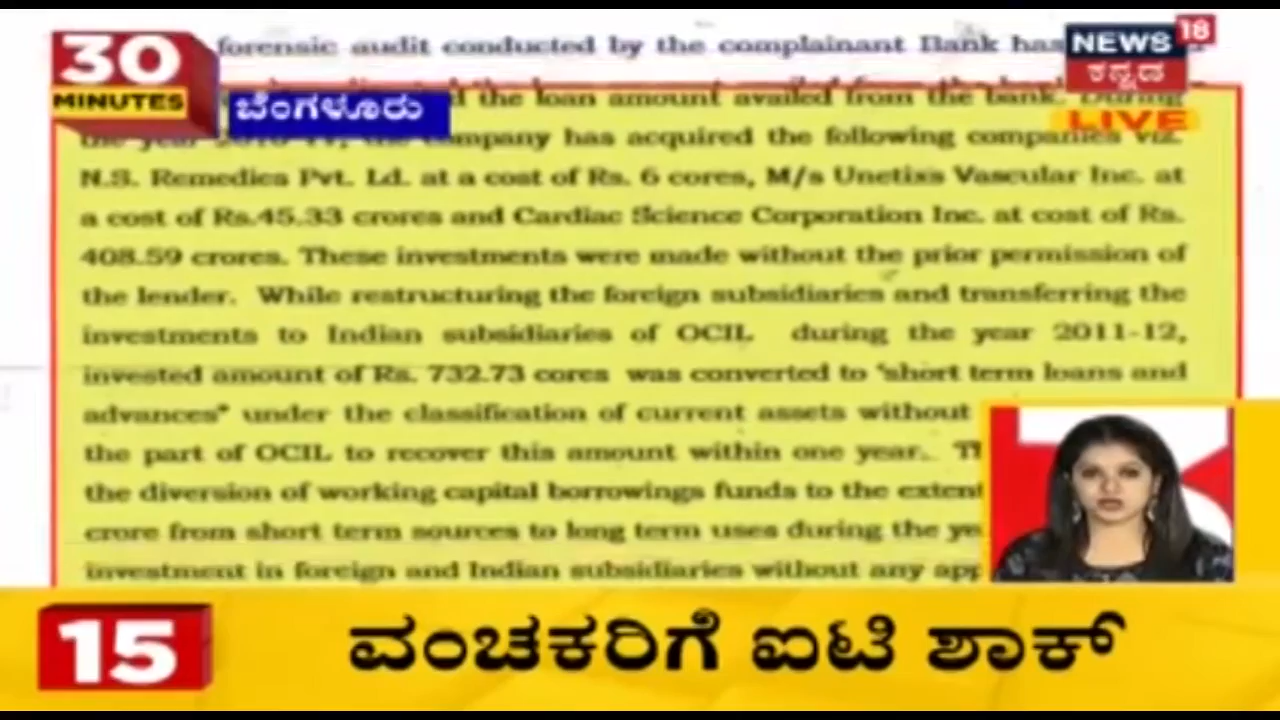 30
MINUTES
NEWS 18
ಕನ್ನಡ
LIVE
ಬೆಂಗಳೂರು
forensic audit conducted by the complainant Bank has
the loan amount availed from the bank. During
the year company has acquired the following companies viz.
N.S. Remedies Pvt. Ld. at a cost of Rs. 6 cores, M/s Unetixs Vascular Inc. at
a cost of Rs.45.33 crores and Cardiac Science Corporation Inc. at cost of Rs.
408.59 crores. These investments were made without the prior permission of
the lender. While restructuring the foreign subsidiaries and transferring the
investments to Indian subsidiaries of OCIL during the year 2011-12,
invested amount of Rs. 732.73 cores was converted to 'short term loans and
advances" under the classification of current assets without
the part of OCIL to recover this amount within one year.
the diversion of working capital borrowings funds to the extent
crore from short term sources to long term uses during the
investment in foreign and Indian subsidiaries without any
15
ವಂಚಕರಿಗೆ ಐಟಿ ಶಾಕ್